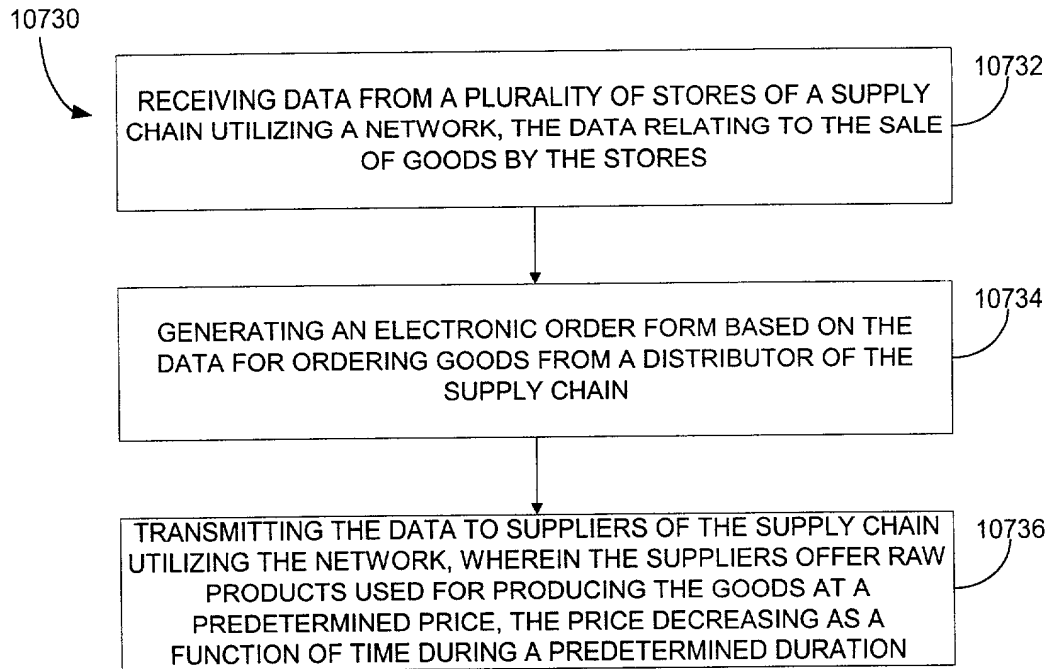 10730
10732
RECEIVING DATA FROM A PLURALITY OF STORES OF A SUPPLY
CHAIN UTILIZING A NETWORK, THE DATA RELATING TO THE SALE
OF GOODS BY THE STORES
10734
GENERATING AN ELECTRONIC ORDER FORM BASED ON THE
DATA FOR ORDERING GOODS FROM A DISTRIBUTOR OF THE
SUPPLY CHAIN
10736
TRANSMITTING THE DATA TO SUPPLIERS OF THE SUPPLY CHAIN
UTILIZING THE NETWORK, WHEREIN THE SUPPLIERS OFFER RAW
PRODUCTS USED FOR PRODUCING THE GOODS AT A
PREDETERMINED PRICE, THE PRICE DECREASING AS A
FUNCTION OF TIME DURING A PREDETERMINED DURATION